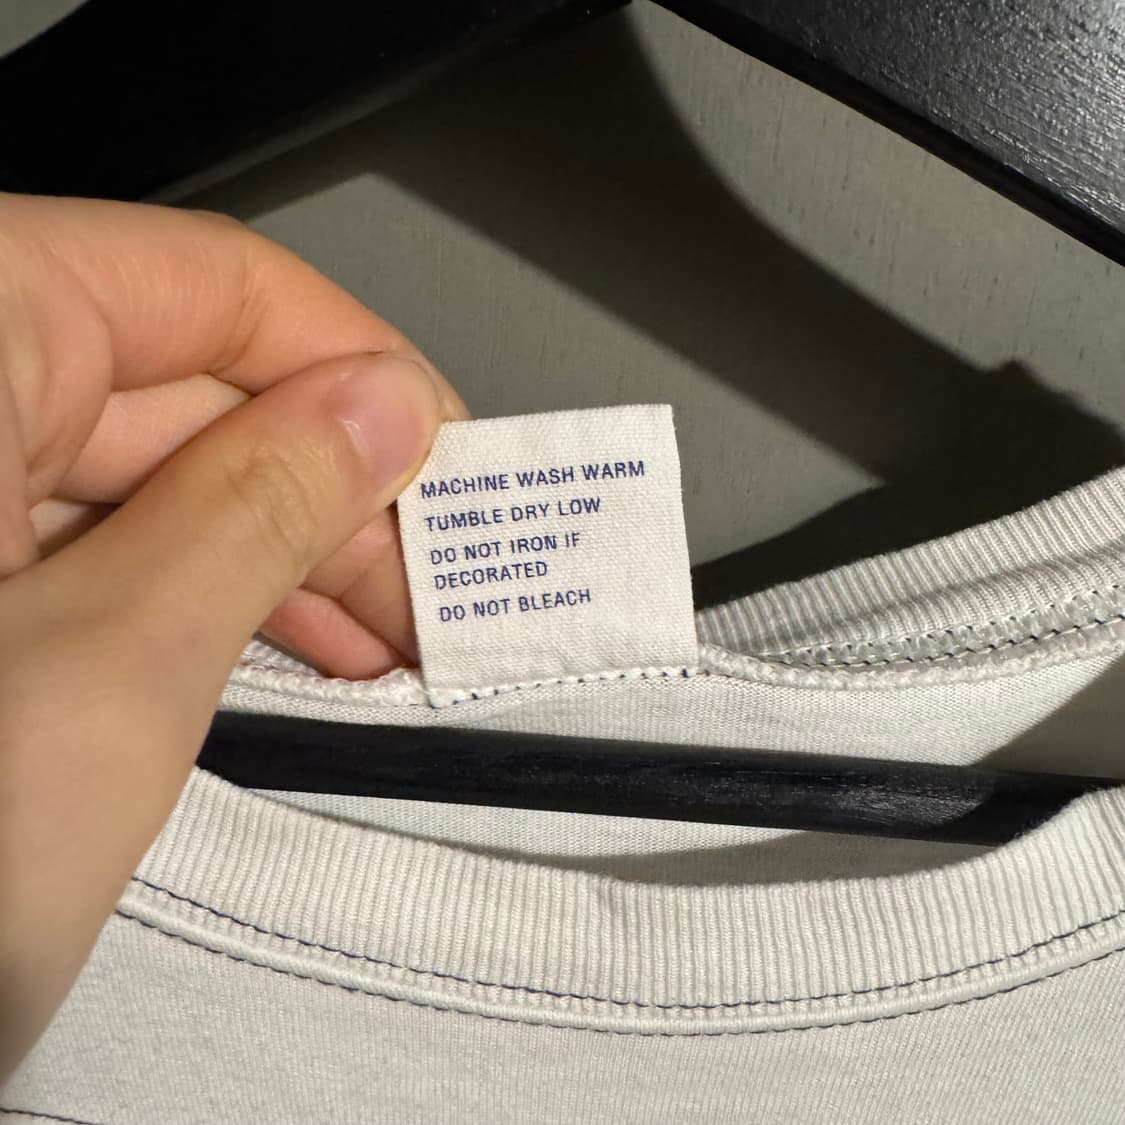 MACHINE WASH WARM
TUMBLE DRY LOW
DO NOT IRON IF
DECORATED
DO NOT BLEACH